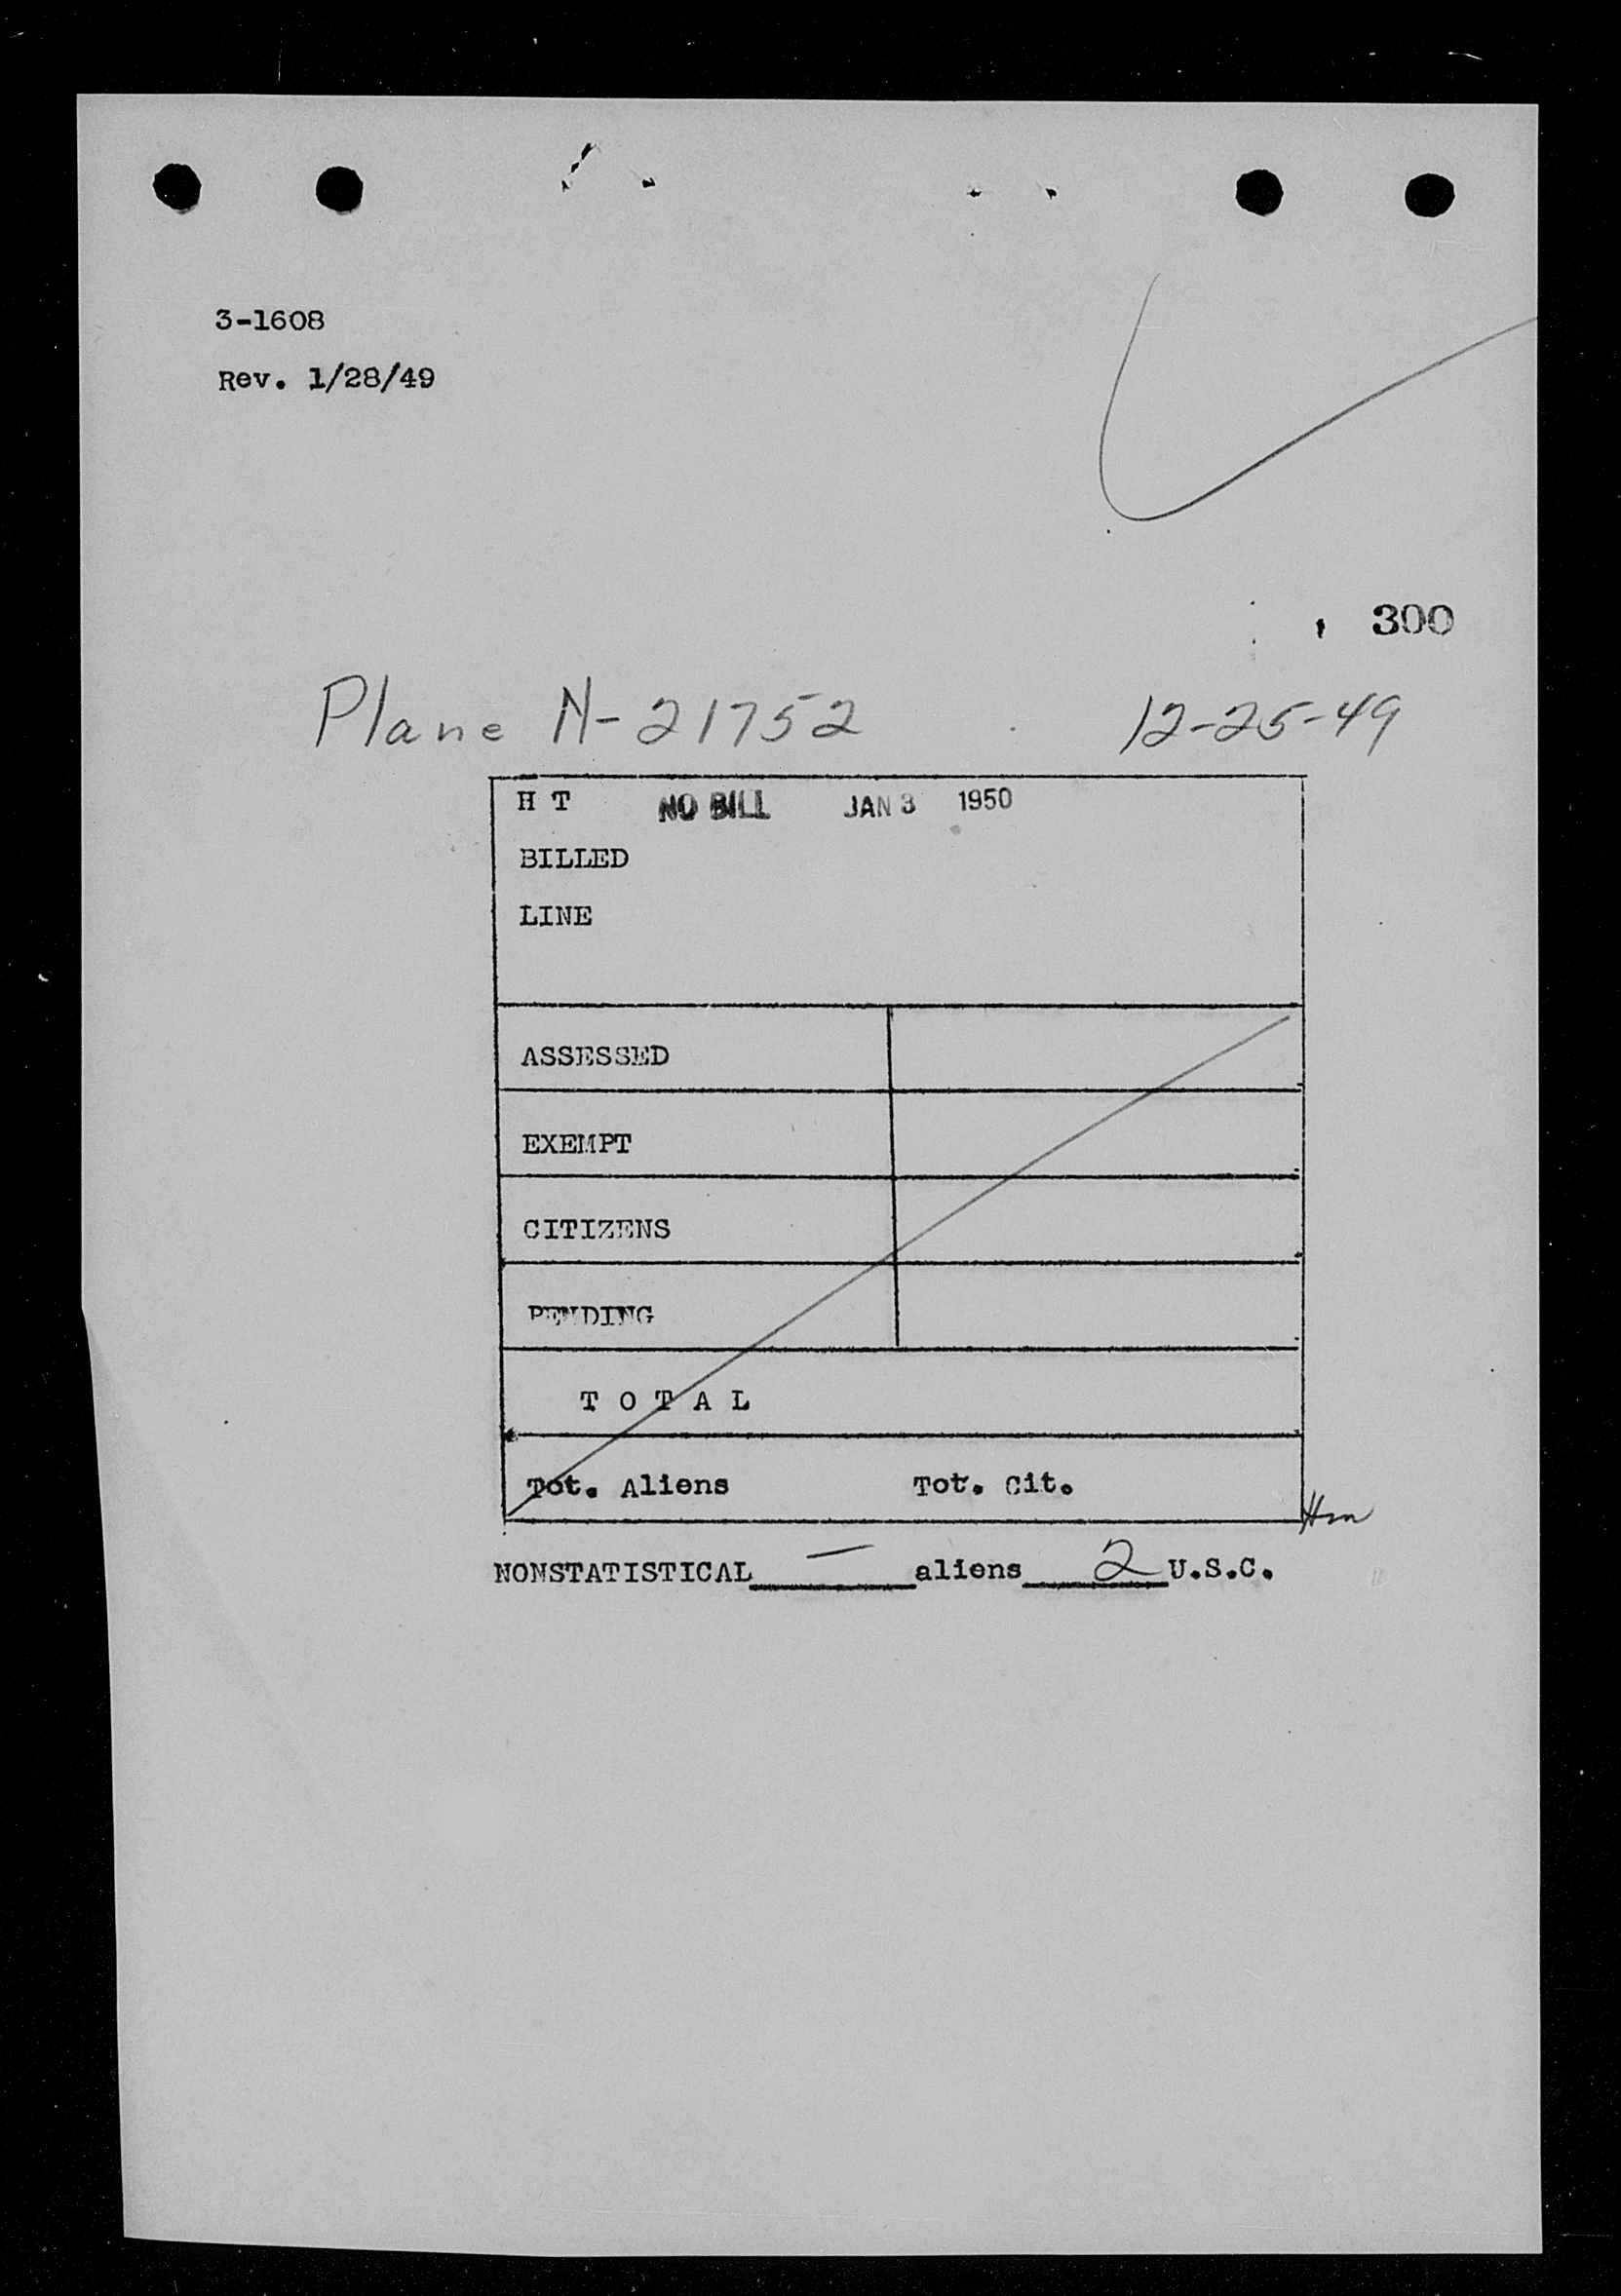 3-1608
Rev. 1/28/49
300
Plane N-21752 12-25-49
H T NO BILL JAN 3 1950
BILLED
LINE
ASSESSED
EXEMPT
CITIZENS
PENDING
T O T A L
Tot. Aliens Tot. Cit.
NONSTATISTICAL — aliens 2 U.S.C.